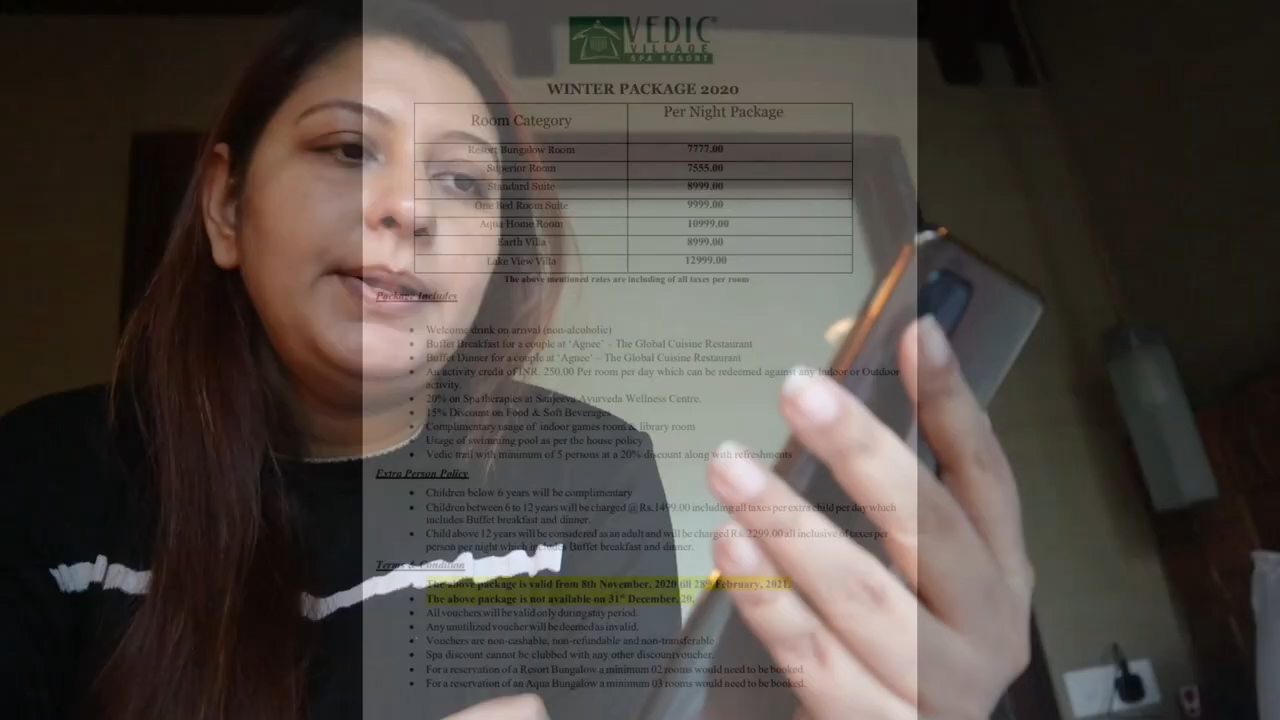 VEDIC
VILLAGE
SPA RESORT
WINTER PACKAGE 2020
Room Category Per Night Package
Resort Bungalow Room 7777.00
Superior Room 7555.00
Standard Suite 8999.00
One Bed Room Suite 9999.00
Aqua Home Room 10999.00
Earth Villa 8999.00
Lake View Villa 12999.00
The above mentioned rates are including of all taxes per room
Package Includes
• Welcome drink on arrival (non-alcoholic)
• Buffet Breakfast for a couple at 'Agnee' – The Global Cuisine Restaurant
• Buffet Dinner for a couple at 'Agnee' – The Global Cuisine Restaurant
• An activity credit of INR. 250.00 Per room per day which can be redeemed against any Indoor or Outdoor
activity.
• 20% on Spa therapies at Sanjeeva Ayurveda Wellness Centre.
• 15% Discount on Food & Soft Beverages
• Complimentary usage of indoor games room & library room
• Usage of swimming pool as per the house policy
• Vedic trail with minimum of 5 persons at a 20% discount along with refreshments
Extra Person Policy
• Children below 6 years will be complimentary
• Children between 6 to 12 years will be charged @ Rs.1499.00 including all taxes per extra child per day which
includes Buffet breakfast and dinner.
• Child above 12 years will be considered as an adult and will be charged Rs. 2299.00 all inclusive of taxes per
person per night which includes Buffet breakfast and dinner.
Terms & Condition
• The above package is valid from 8th November, 2020 till 28th February, 2021.
• The above package is not available on 31st December, 20.
• All vouchers will be valid only during stay period.
• Any unutilized voucher will be deemed as invalid.
• Vouchers are non-cashable, non-refundable and non-transferable
• Spa discount cannot be clubbed with any other discount voucher.
• For a reservation of a Resort Bungalow a minimum 02 rooms would need to be booked.
• For a reservation of an Aqua Bungalow a minimum 03 rooms would need to be booked.